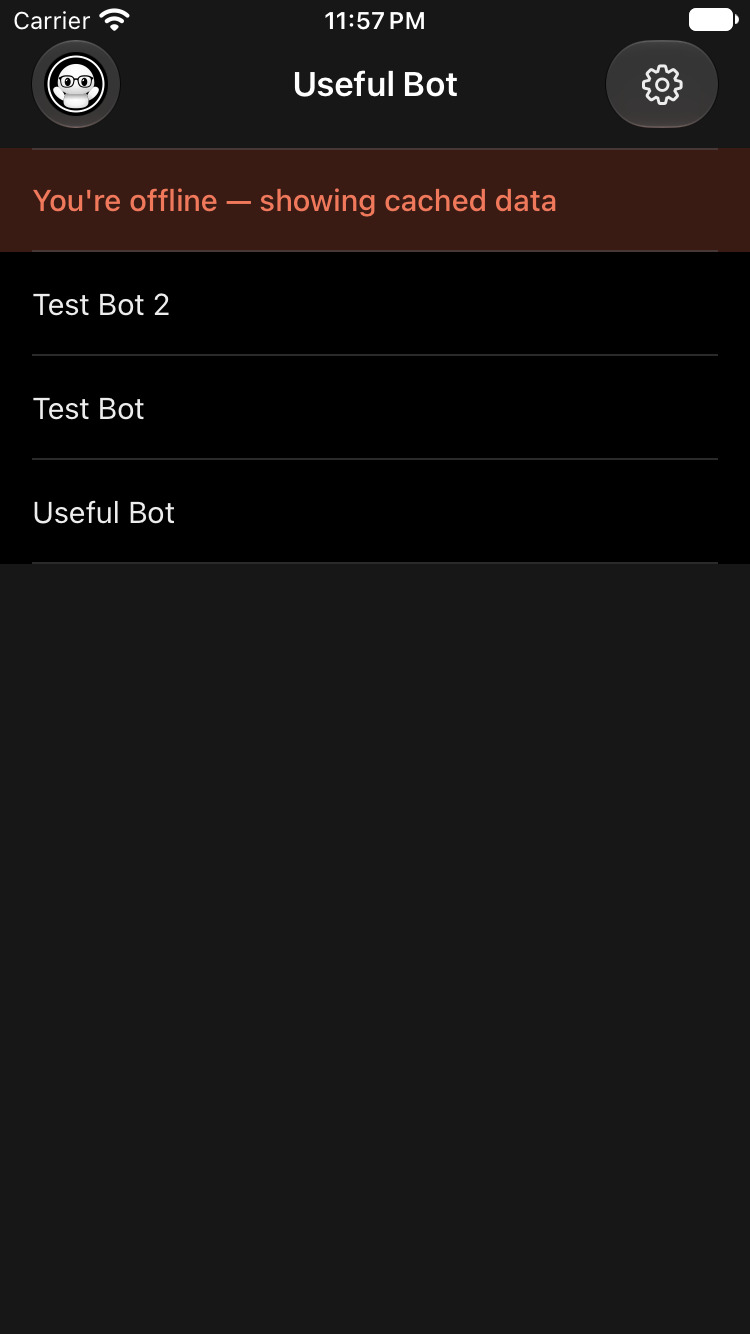 Carrier
11:57 PM
Useful Bot
You're offline — showing cached data
Test Bot 2
Test Bot
Useful Bot